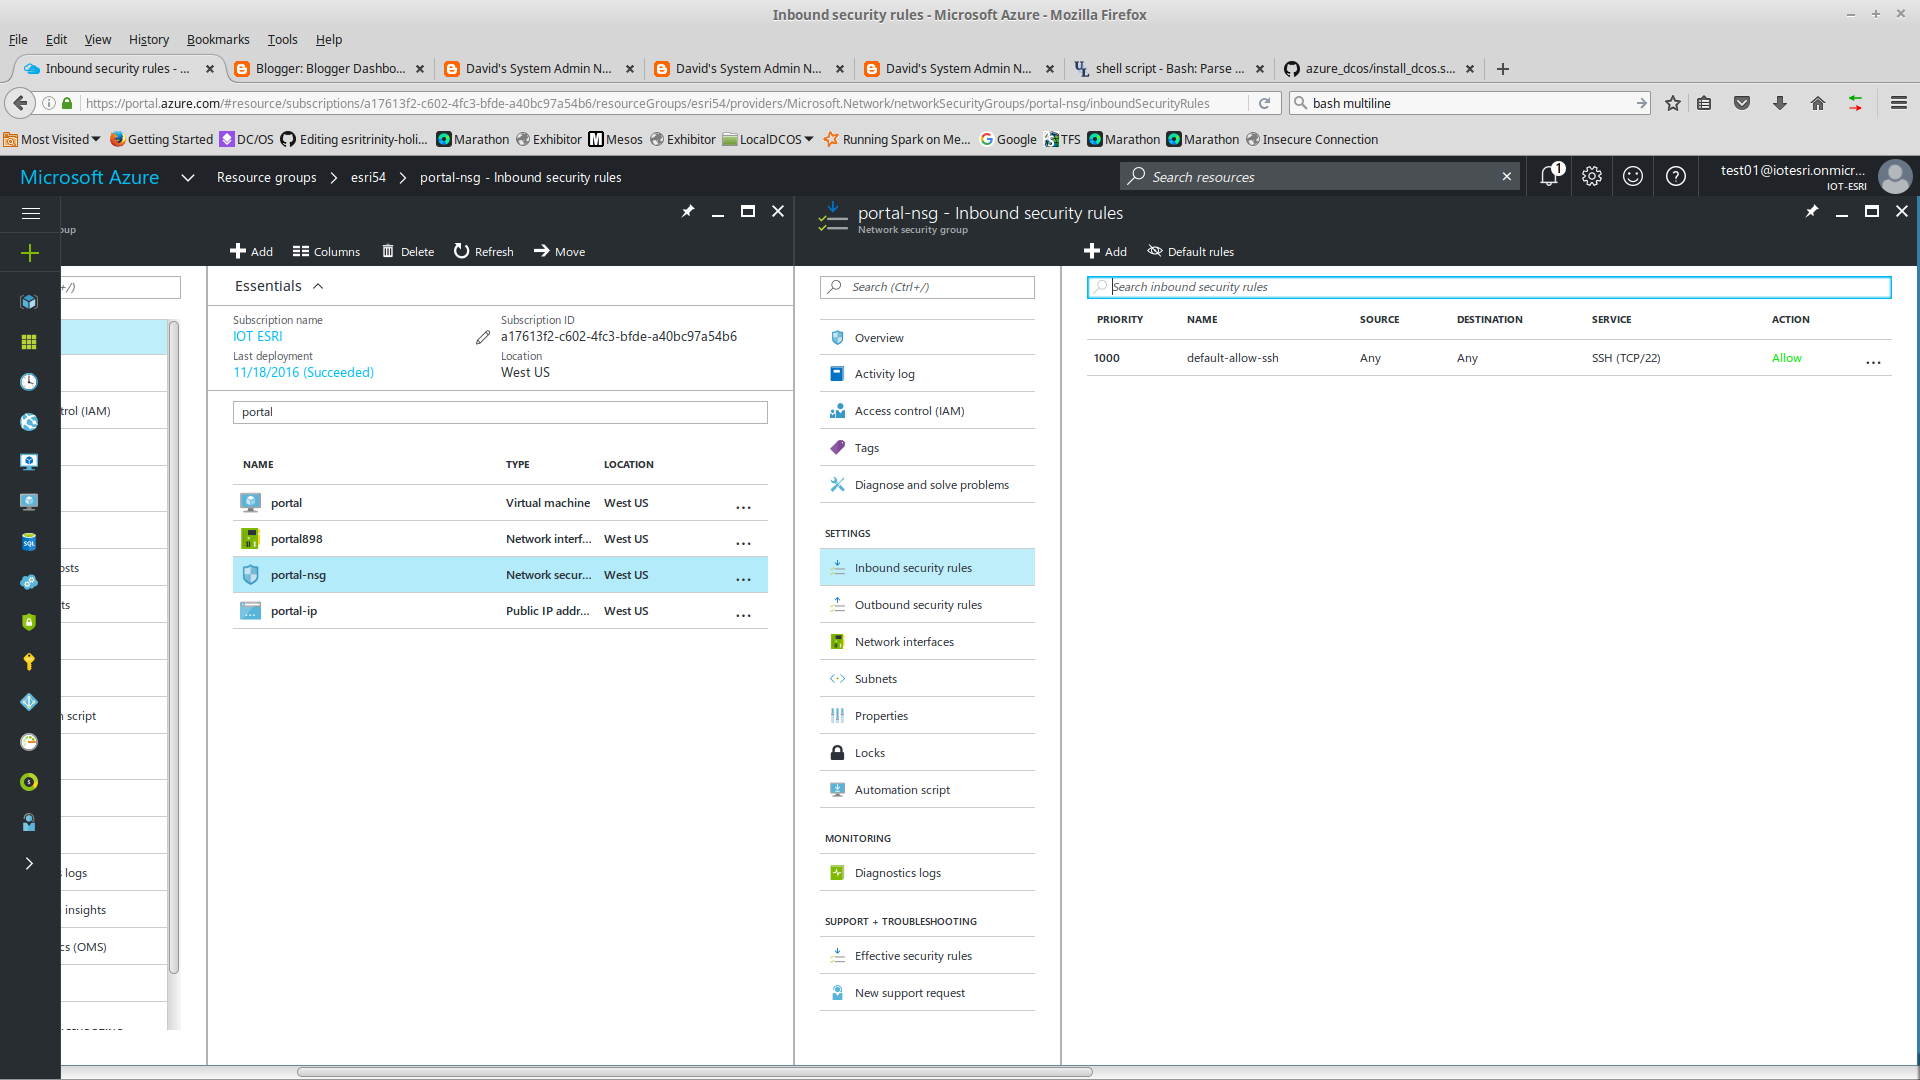 Inbound security rules - Microsoft Azure - Mozilla Firefox
File Edit View History Bookmarks Tools Help
Inbound security rules - ... Blogger: Blogger Dashbo... David's System Admin N... David's System Admin N... David's System Admin N... shell script - Bash: Parse ... azure_dcos/install_dcos.s...
https://portal.azure.com/#resource/subscriptions/a17613f2-c602-4fc3-bfde-a40bc97a54b6/resourceGroups/esri54/providers/Microsoft.Network/networkSecurityGroups/portal-nsg/inboundSecurityRules bash multiline
Most Visited Getting Started DC/OS Editing esritrinity-holi... Marathon Exhibitor Mesos Exhibitor LocalDCOS Running Spark on Me... Google TFS Marathon Marathon Insecure Connection
Microsoft Azure Resource groups > esri54 > portal-nsg - Inbound security rules Search resources 1 test01@iotesri.onmicr...
IOT-ESRI
oup
portal-nsg - Inbound security rules
Network security group
Add Columns Delete Refresh Move
Add Default rules
+/)
trol (IAM)
osts
ts
n script
logs
insights
cs (OMS)
Essentials
Subscription name
IOT ESRI
Last deployment
11/18/2016 (Succeeded)
Subscription ID
a17613f2-c602-4fc3-bfde-a40bc97a54b6
Location
West US
portal
NAME TYPE LOCATION
portal Virtual machine West US ...
portal898 Network interf... West US ...
portal-nsg Network secur... West US ...
portal-ip Public IP addr... West US ...
Search (Ctrl+/)
Overview
Activity log
Access control (IAM)
Tags
Diagnose and solve problems
SETTINGS
Inbound security rules
Outbound security rules
Network interfaces
Subnets
Properties
Locks
Automation script
MONITORING
Diagnostics logs
SUPPORT + TROUBLESHOOTING
Effective security rules
New support request
Search inbound security rules
PRIORITY NAME SOURCE DESTINATION SERVICE ACTION
1000 default-allow-ssh Any Any SSH (TCP/22) Allow ...